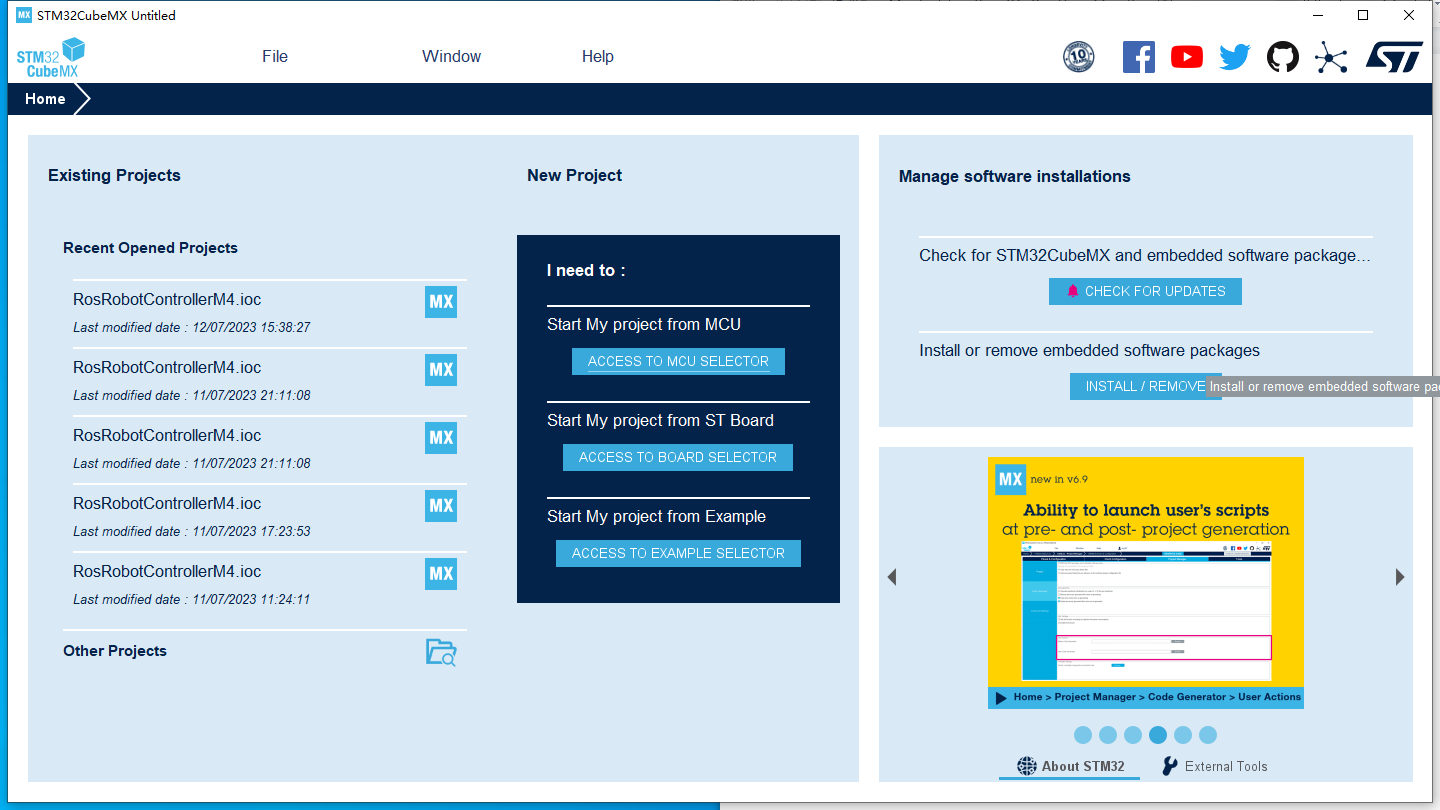 MX STM32CubeMX Untitled
STM32
CubeMX
File
Window
Help
10
Home
Existing Projects
Recent Opened Projects
RosRobotControllerM4.ioc
MX
Last modified date : 12/07/2023 15:38:27
RosRobotControllerM4.ioc
MX
Last modified date : 11/07/2023 21:11:08
RosRobotControllerM4.ioc
MX
Last modified date : 11/07/2023 21:11:08
RosRobotControllerM4.ioc
MX
Last modified date : 11/07/2023 17:23:53
RosRobotControllerM4.ioc
MX
Last modified date : 11/07/2023 11:24:11
Other Projects
New Project
I need to :
Start My project from MCU
ACCESS TO MCU SELECTOR
Start My project from ST Board
ACCESS TO BOARD SELECTOR
Start My project from Example
ACCESS TO EXAMPLE SELECTOR
Manage software installations
Check for STM32CubeMX and embedded software package...
CHECK FOR UPDATES
Install or remove embedded software packages
INSTALL / REMOVE
Install or remove embedded software pa
MX new in v6.9
Ability to launch user's scripts
at pre- and post- project generation
Home > Project Manager > Code Generator > User Actions
About STM32
External Tools